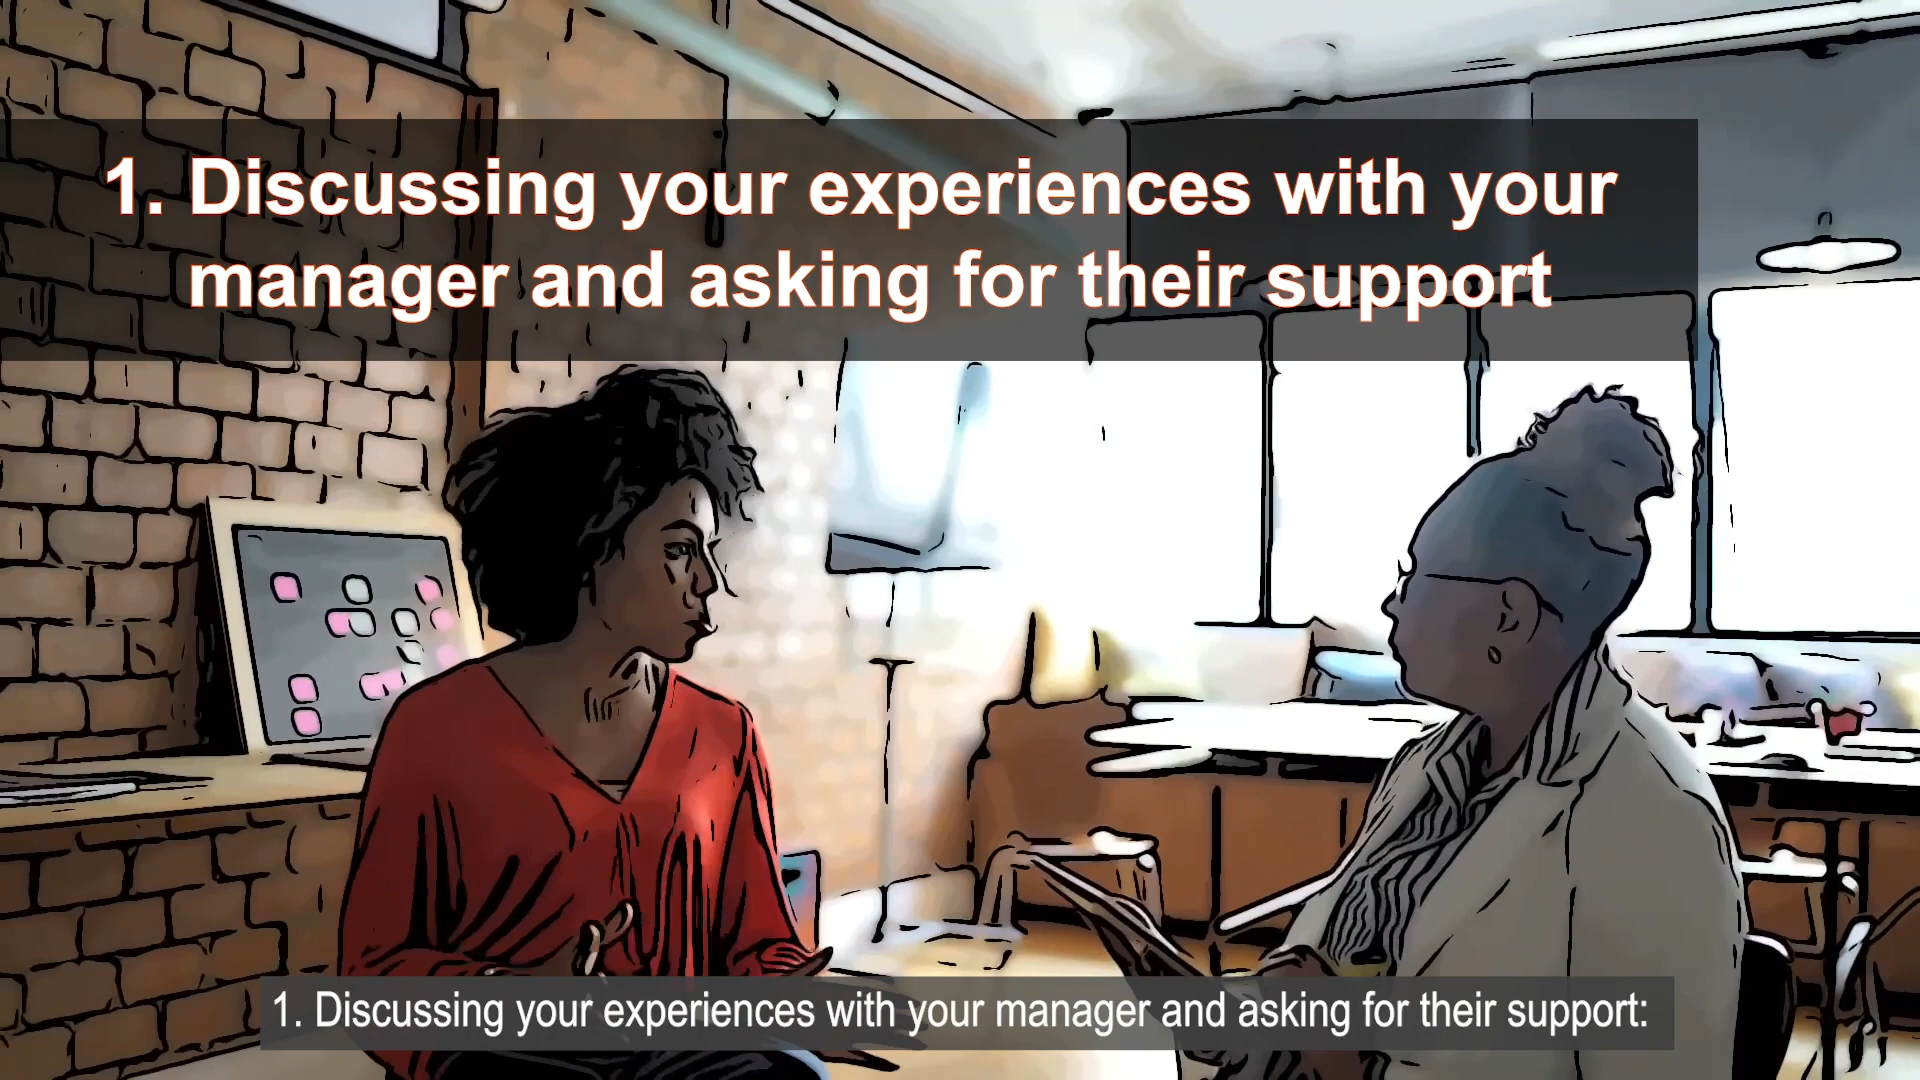 1. Discussing your experiences with your
manager and asking for their support
1. Discussing your experiences with your manager and asking for their support: